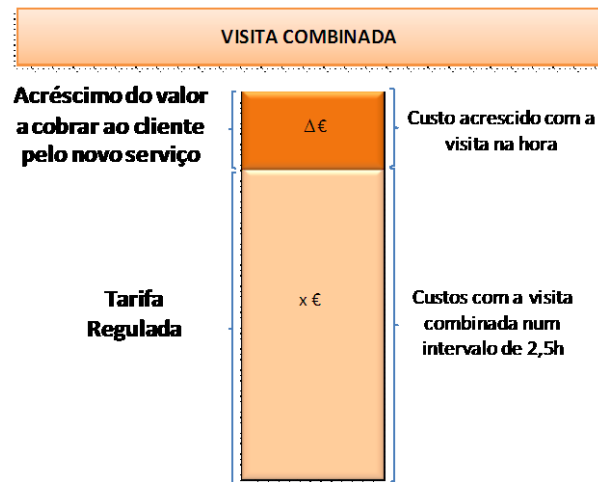 VISITA COMBINADA
Acréscimo do valor
a cobrar ao cliente
pelo novo serviço
Δ €
Custo acrescido com a
visita na hora
Tarifa
Regulada
x €
Custos com a visita
combinada num
intervalo de 2,5h